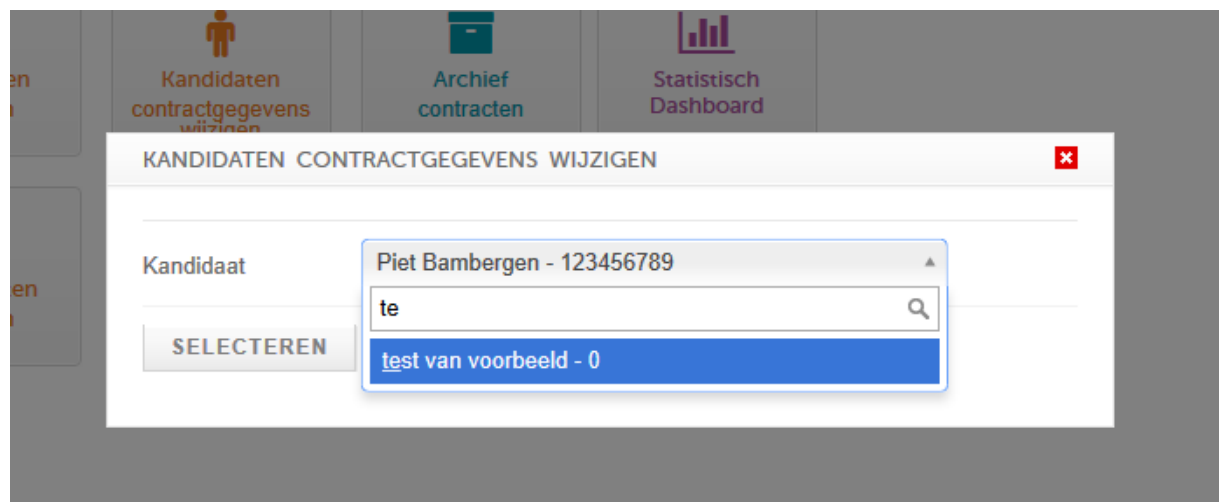 en
Kandidaten
contractgegevens
wijzigen
Archief
contracten
Statistisch
Dashboard
KANDIDATEN CONTRACTGEGEVENS WIJZIGEN
Kandidaat
Piet Bambergen - 123456789
te
test van voorbeeld - 0
SELECTEREN
en